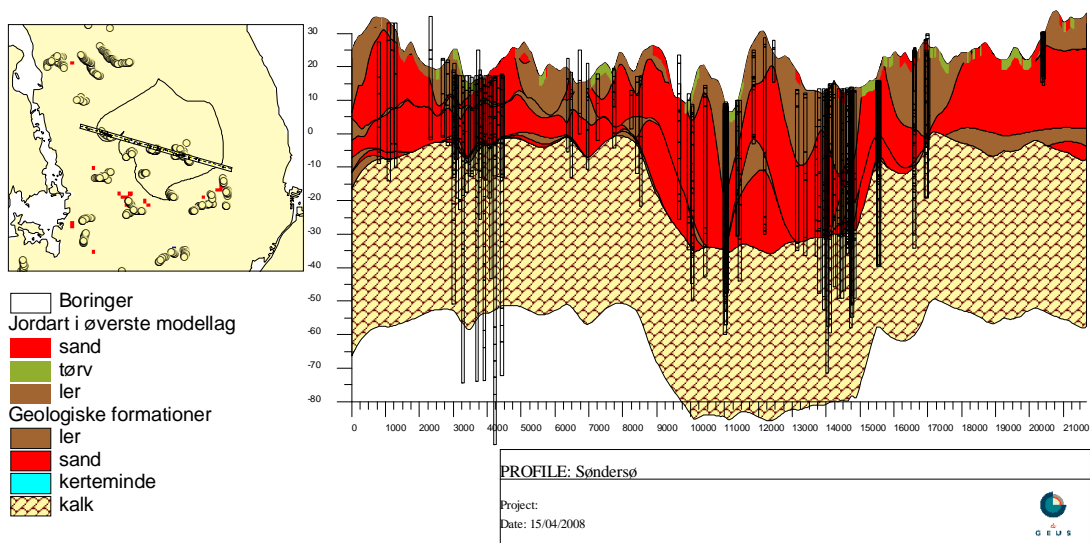 30
20
10
0
-10
-20
-30
-40
-50
-60
-70
-80
0 1000 2000 3000 4000 5000 6000 7000 8000 9000 10000 11000 12000 13000 14000 15000 16000 17000 18000 19000 20000 21000
Boringer
Jordart i øverste modellag
sand
tørv
ler
Geologiske formationer
ler
sand
kerteminde
kalk
PROFILE: Søndersø
Project:
Date: 15/04/2008
G E U S